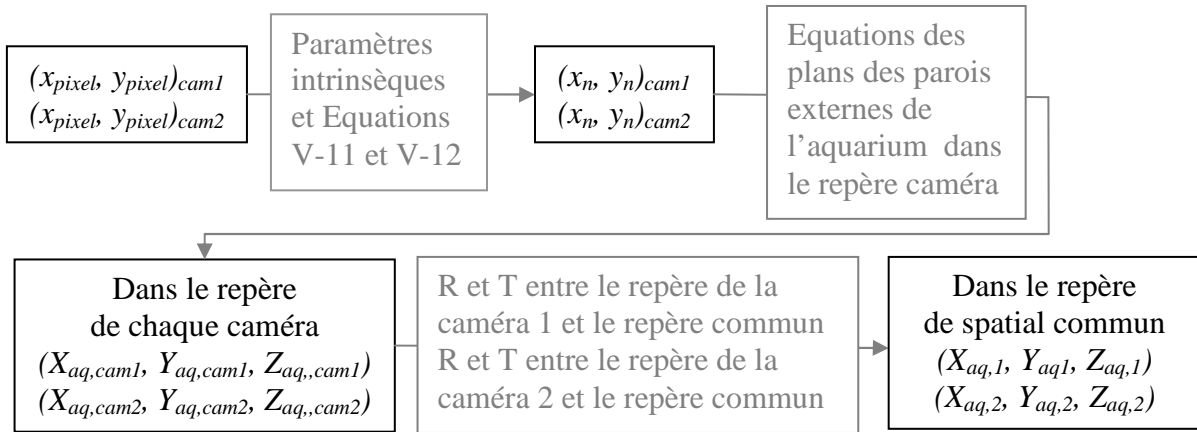 (xpixel, ypixel)cam1
(xpixel, ypixel)cam2
Paramètres
intrinsèques
et Equations
V-11 et V-12
(xn, yn)cam1
(xn, yn)cam2
Equations des
plans des parois
externes de
l’aquarium dans
le repère caméra
Dans le repère
de chaque caméra
(Xaq,cam1, Yaq,cam1, Zaq,,cam1)
(Xaq,cam2, Yaq,cam2, Zaq,,cam2)
R et T entre le repère de la
caméra 1 et le repère commun
R et T entre le repère de la
caméra 2 et le repère commun
Dans le repère
de spatial commun
(Xaq,1, Yaq1, Zaq,1)
(Xaq,2, Yaq,2, Zaq,2)